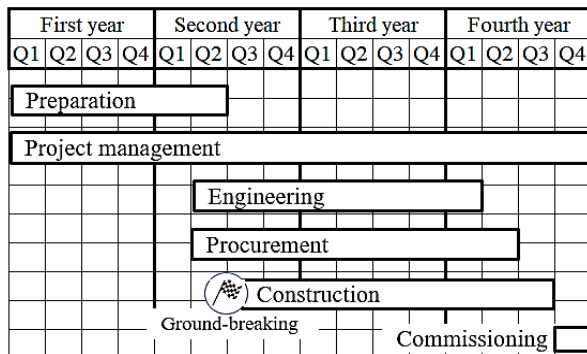 First year Second year Third year Fourth year
Q1 Q2 Q3 Q4 Q1 Q2 Q3 Q4 Q1 Q2 Q3 Q4 Q1 Q2 Q3 Q4
Preparation
Project management
Engineering
Procurement
Construction
Ground-breaking
Commissioning